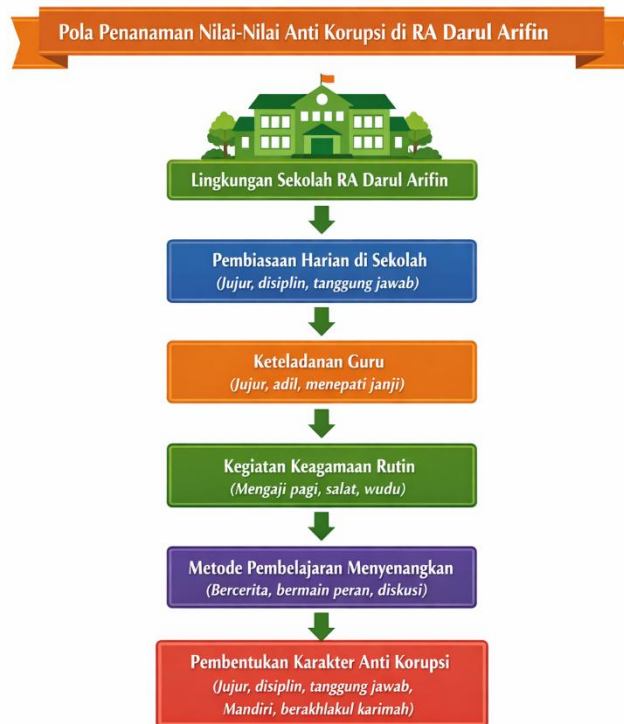 Pola Penanaman Nilai-Nilai Anti Korupsi di RA Darul Arifin
Lingkungan Sekolah RA Darul Arifin
Pembiasaan Harian di Sekolah
(Jujur, disiplin, tanggung jawab)
Keteladanan Guru
(Jujur, adil, menepati janji)
Kegiatan Keagamaan Rutin
(Mengaji pagi, salat, wudu)
Metode Pembelajaran Menyenangkan
(Bercerita, bermain peran, diskusi)
Pembentukan Karakter Anti Korupsi
(Jujur, disiplin, tanggung jawab,
Mandiri, berakhlakul karimah)